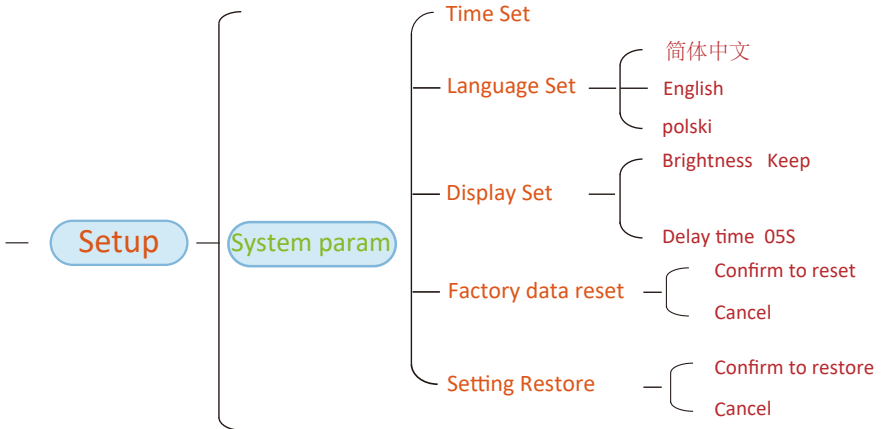 Setup
System param
Time Set
Language Set
简体中文
English
polski
Display Set
Brightness Keep
Delay time 05S
Factory data reset
Confirm to reset
Cancel
Setting Restore
Confirm to restore
Cancel